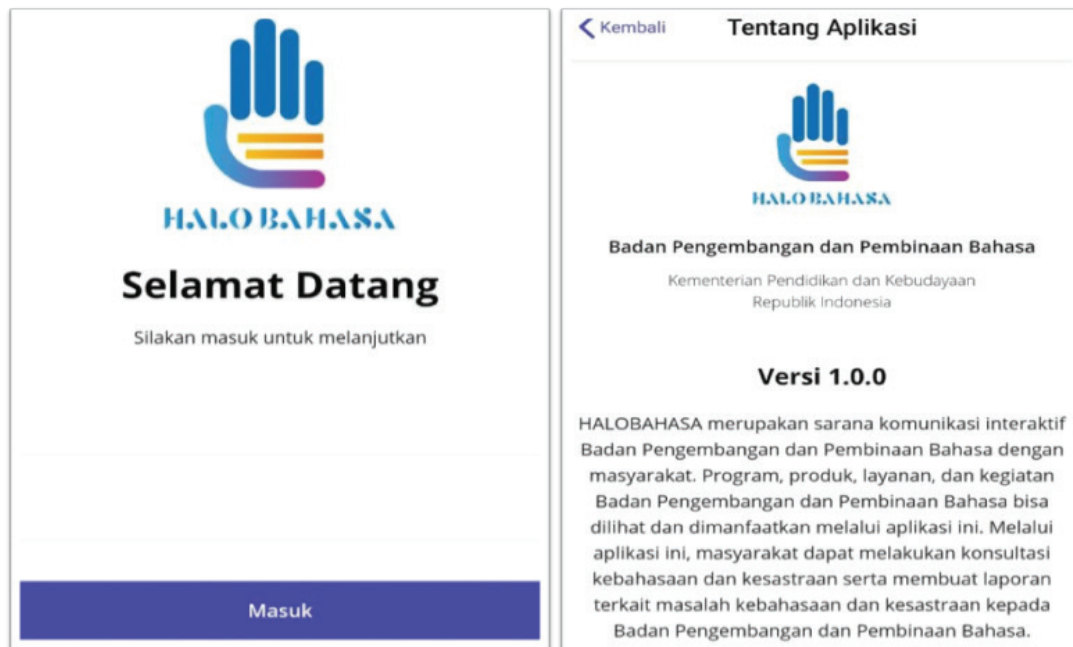 HALO BAHASA
Selamat Datang
Silakan masuk untuk melanjutkan
Masuk
Kembali
Tentang Aplikasi
HALO BAHASA
Badan Pengembangan dan Pembinaan Bahasa
Kementerian Pendidikan dan Kebudayaan
Republik Indonesia
Versi 1.0.0
HALOBAHASA merupakan sarana komunikasi interaktif
Badan Pengembangan dan Pembinaan Bahasa dengan
masyarakat. Program, produk, layanan, dan kegiatan
Badan Pengembangan dan Pembinaan Bahasa bisa
dilihat dan dimanfaatkan melalui aplikasi ini. Melalui
aplikasi ini, masyarakat dapat melakukan konsultasi
kebahasaan dan kesastraan serta membuat laporan
terkait masalah kebahasaan dan kesastraan kepada
Badan Pengembangan dan Pembinaan Bahasa.